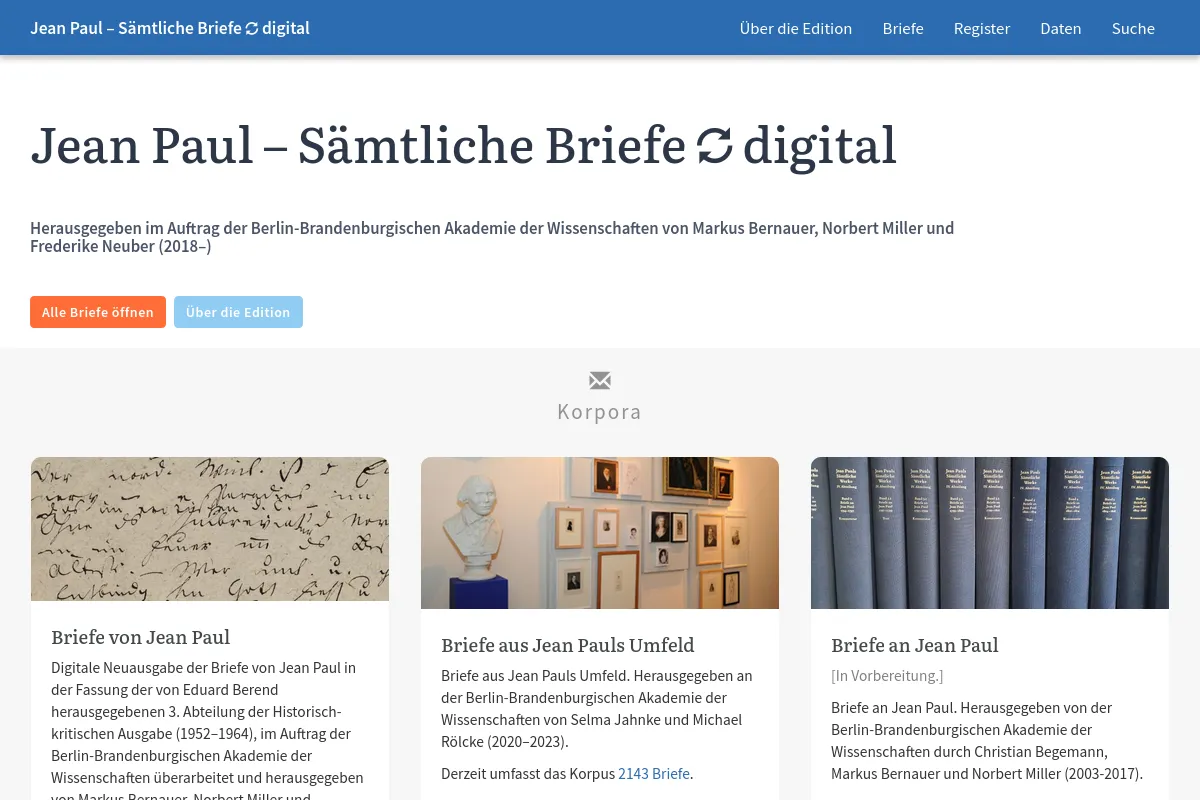 Jean Paul – Sämtliche Briefe digital
Über die Edition Briefe Register Daten Suche
Jean Paul – Sämtliche Briefe digital
Herausgegeben im Auftrag der Berlin-Brandenburgischen Akademie der Wissenschaften von Markus Bernauer, Norbert Miller und
Frederike Neuber (2018–)
Alle Briefe öffnen
Über die Edition
Korpora
Briefe von Jean Paul
Digitale Neuausgabe der Briefe von Jean Paul in
der Fassung der von Eduard Berend
herausgegebenen 3. Abteilung der Historisch-
kritischen Ausgabe (1952–1964), im Auftrag der
Berlin-Brandenburgischen Akademie der
Wissenschaften überarbeitet und herausgegeben
von Markus Bernauer, Norbert Miller und
Briefe aus Jean Pauls Umfeld
Briefe aus Jean Pauls Umfeld. Herausgegeben an
der Berlin-Brandenburgischen Akademie der
Wissenschaften von Selma Jahnke und Michael
Rölcke (2020–2023).
Derzeit umfasst das Korpus 2143 Briefe.
Briefe an Jean Paul
[In Vorbereitung.]
Briefe an Jean Paul. Herausgegeben von der
Berlin-Brandenburgischen Akademie der
Wissenschaften durch Christian Begemann,
Markus Bernauer und Norbert Miller (2003-2017).